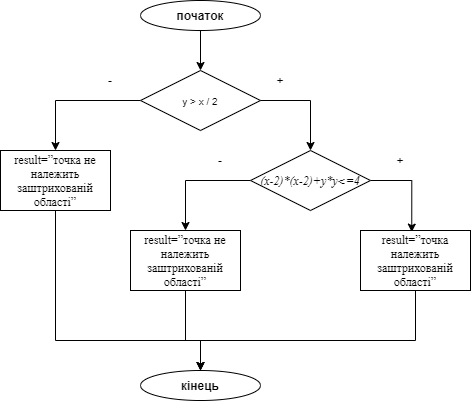 початок
-
+
y > x / 2
result=”точка не
належить
заштрихованій
області”
-
+
(x-2)*(x-2)+y*y<=4
result=”точка не
належить
заштрихованій
області”
result=”точка
належить
заштрихованій
області”
кінець